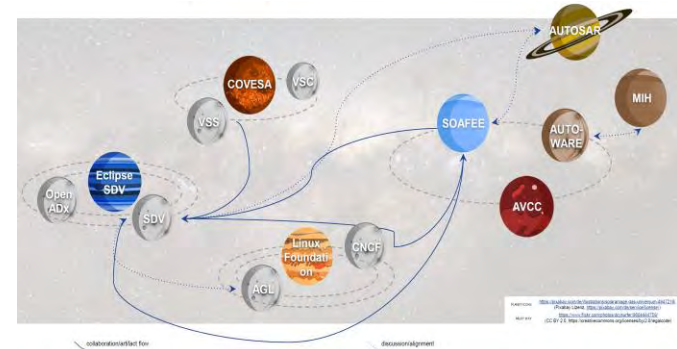 AUTOSAR
COVESA
VSC
VSS
SOAFEE
AUTO-
WARE
MIH
Eclipse
SDV
Open
ADx
SDV
AVCC
CNCF
Linux
Foundati
on
AGL
collaboration/artifact flow
discussion/alignment